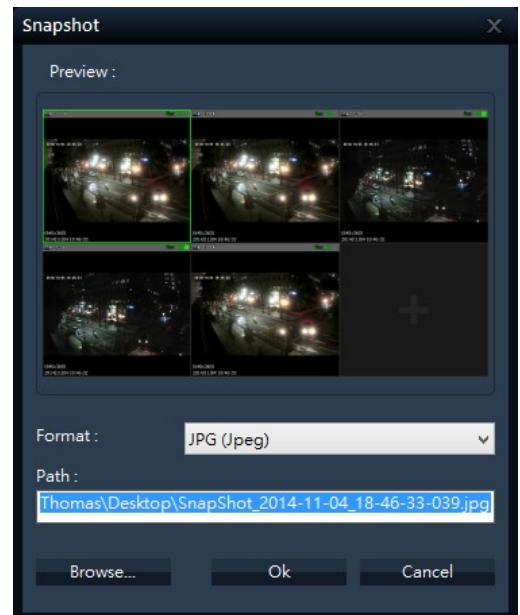 Snapshot
Preview :
Format :
JPG (Jpeg)
Path :
Thomas\Desktop\SnapShot_2014-11-04_18-46-33-039.jpg
Browse...
Ok
Cancel